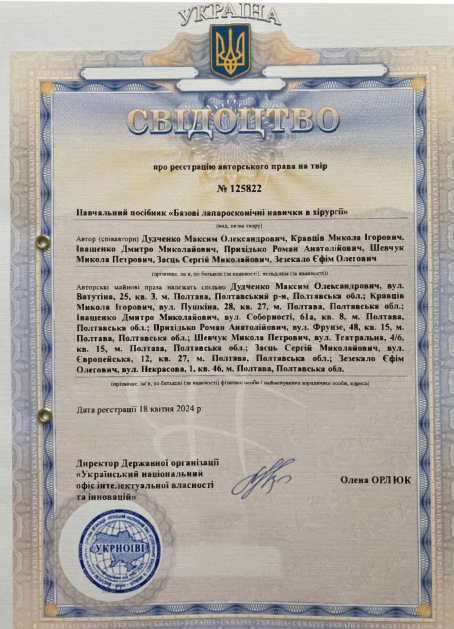 УКРАЇНА
СВІДОЦТВО
про реєстрацію авторського права на твір
№ 125822
Навчальний посібник «Базові лапароскопічні навички в хірургії»
(вид, назва твору)
Автор (співавтори) Дудченко Максим Олександрович, Кравців Микола Ігорович,
Іващенко Дмитро Миколайович, Прихідько Роман Анатолійович, Шевчук
Микола Петрович, Заєць Сергій Миколайович, Зезекало Єфім Олегович
(прізвище, ім'я, по батькові (за наявності), псевдонім (за наявності))
Авторські майнові права належать спільно Дудченко Максим Олександрович, вул.
Ватутіна, 25, кв. 3, м. Полтава, Полтавський р-н, Полтавська обл.; Кравців
Микола Ігорович, вул. Пушкіна, 28, кв. 27, м. Полтава, Полтавська обл.;
Іващенко Дмитро Миколайович, вул. Соборності, 61а, кв. 8, м. Полтава,
Полтавська обл.; Прихідько Роман Анатолійович, вул. Фрунзе, 48, кв. 15, м.
Полтава, Полтавська обл.; Шевчук Микола Петрович, вул. Театральна, 4/6,
кв. 15, м. Полтава, Полтавська обл.; Заєць Сергій Миколайович, вул.
Європейська, 12, кв. 27, м. Полтава, Полтавська обл.; Зезекало Єфім
Олегович, вул. Некрасова, 1, кв. 46, м. Полтава, Полтавська обл.
(прізвище, ім'я, по батькові (за наявності) фізичної особи / найменування юридичної особи, адреса)
Дата реєстрації 18 квітня 2024 р.
Директор Державної організації
«Український національний
офіс інтелектуальної власності
та інновацій»
Олена ОРЛЮК
УКРНОІВІ